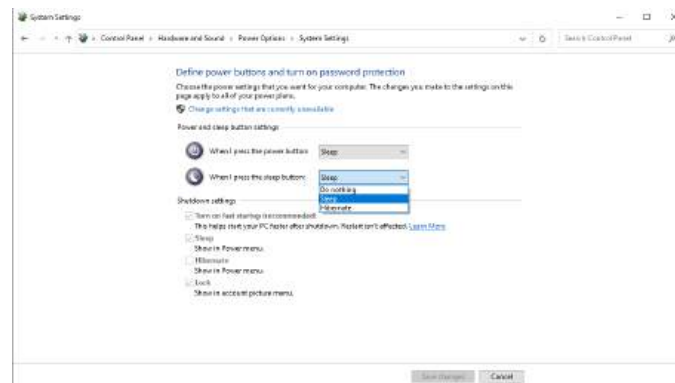 System Settings
Control Panel › Hardware and Sound › Power Options › System Settings
Search Control Panel
Define power buttons and turn on password protection
Choose the power settings that you want for your computer. The changes you make to the settings on this
page apply to all of your power plans.
Change settings that are currently unavailable
Power and sleep button settings
When I press the power button: Sleep
When I press the sleep button: Sleep
Do nothing
Sleep
Hibernate
Shutdown settings
Turn on fast startup (recommended)
This helps start your PC faster after shutdown. Restart isn't affected. Learn More
Sleep
Show in Power menu.
Hibernate
Show in Power menu.
Lock
Show in account picture menu.
Save changes Cancel